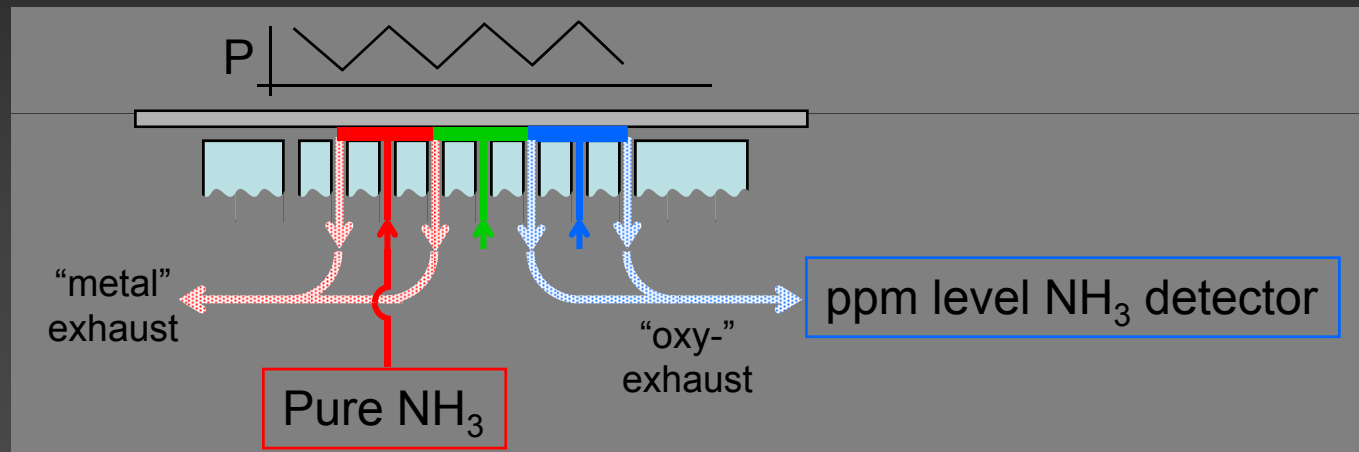 P
“metal”
exhaust
“oxy-”
exhaust
ppm level NH₃ detector
Pure NH₃